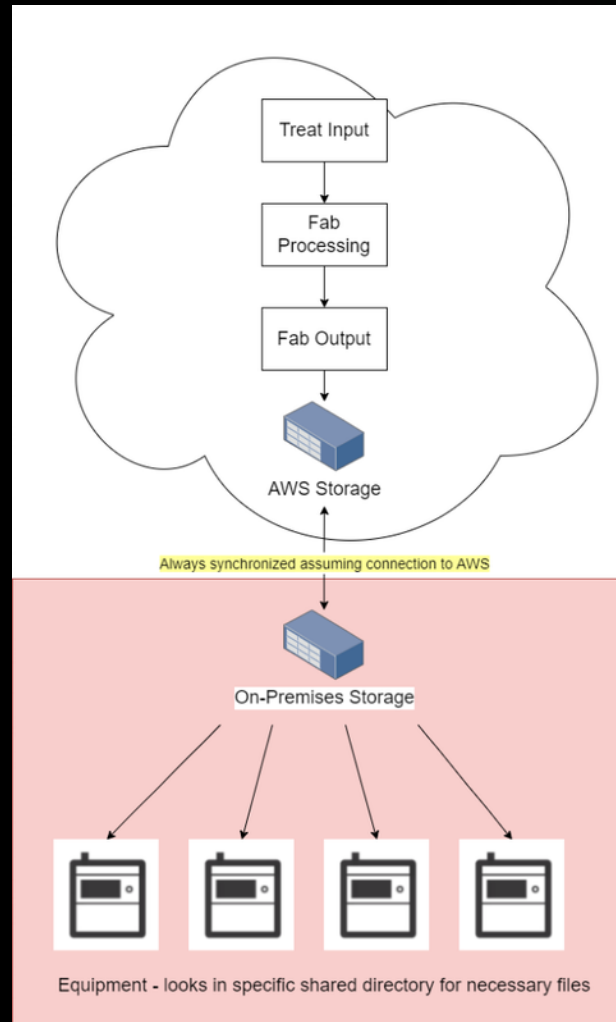 Treat Input
Fab
Processing
Fab Output
AWS Storage
Always synchronized assuming connection to AWS
On-Premises Storage
Equipment - looks in specific shared directory for necessary files